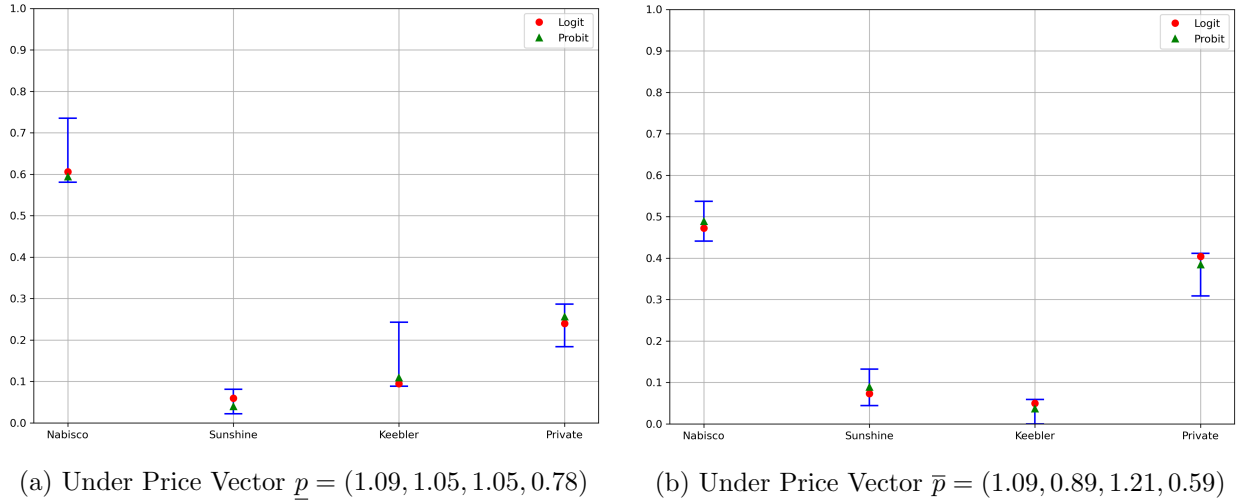 1.0
0.9
0.8
0.7
0.6
0.5
0.4
0.3
0.2
0.1
0.0
Nabisco Sunshine Keebler Private
Logit
Probit
(a) Under Price Vector p = (1.09, 1.05, 1.05, 0.78)
1.0
0.9
0.8
0.7
0.6
0.5
0.4
0.3
0.2
0.1
0.0
Nabisco Sunshine Keebler Private
Logit
Probit
(b) Under Price Vector p̅ = (1.09, 0.89, 1.21, 0.59)